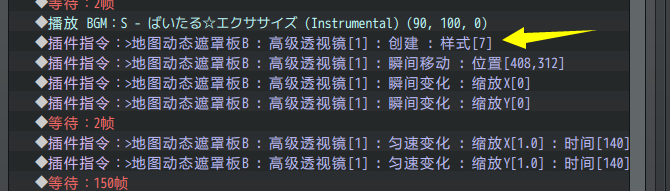 ◆等待：2帧
◆播放 BGM：S - ぱいたる☆エクササイズ (Instrumental) (90, 100, 0)
◆插件指令：>地图动态遮罩板B : 高级透视镜[1] : 创建 : 样式[7]
◆插件指令：>地图动态遮罩板B : 高级透视镜[1] : 瞬间移动 : 位置[408,312]
◆插件指令：>地图动态遮罩板B : 高级透视镜[1] : 瞬间变化 : 缩放X[0]
◆插件指令：>地图动态遮罩板B : 高级透视镜[1] : 瞬间变化 : 缩放Y[0]
◆等待：2帧
◆插件指令：>地图动态遮罩板B : 高级透视镜[1] : 匀速变化 : 缩放X[1.0] : 时间[140]
◆插件指令：>地图动态遮罩板B : 高级透视镜[1] : 匀速变化 : 缩放Y[1.0] : 时间[140]
◆等待：150帧